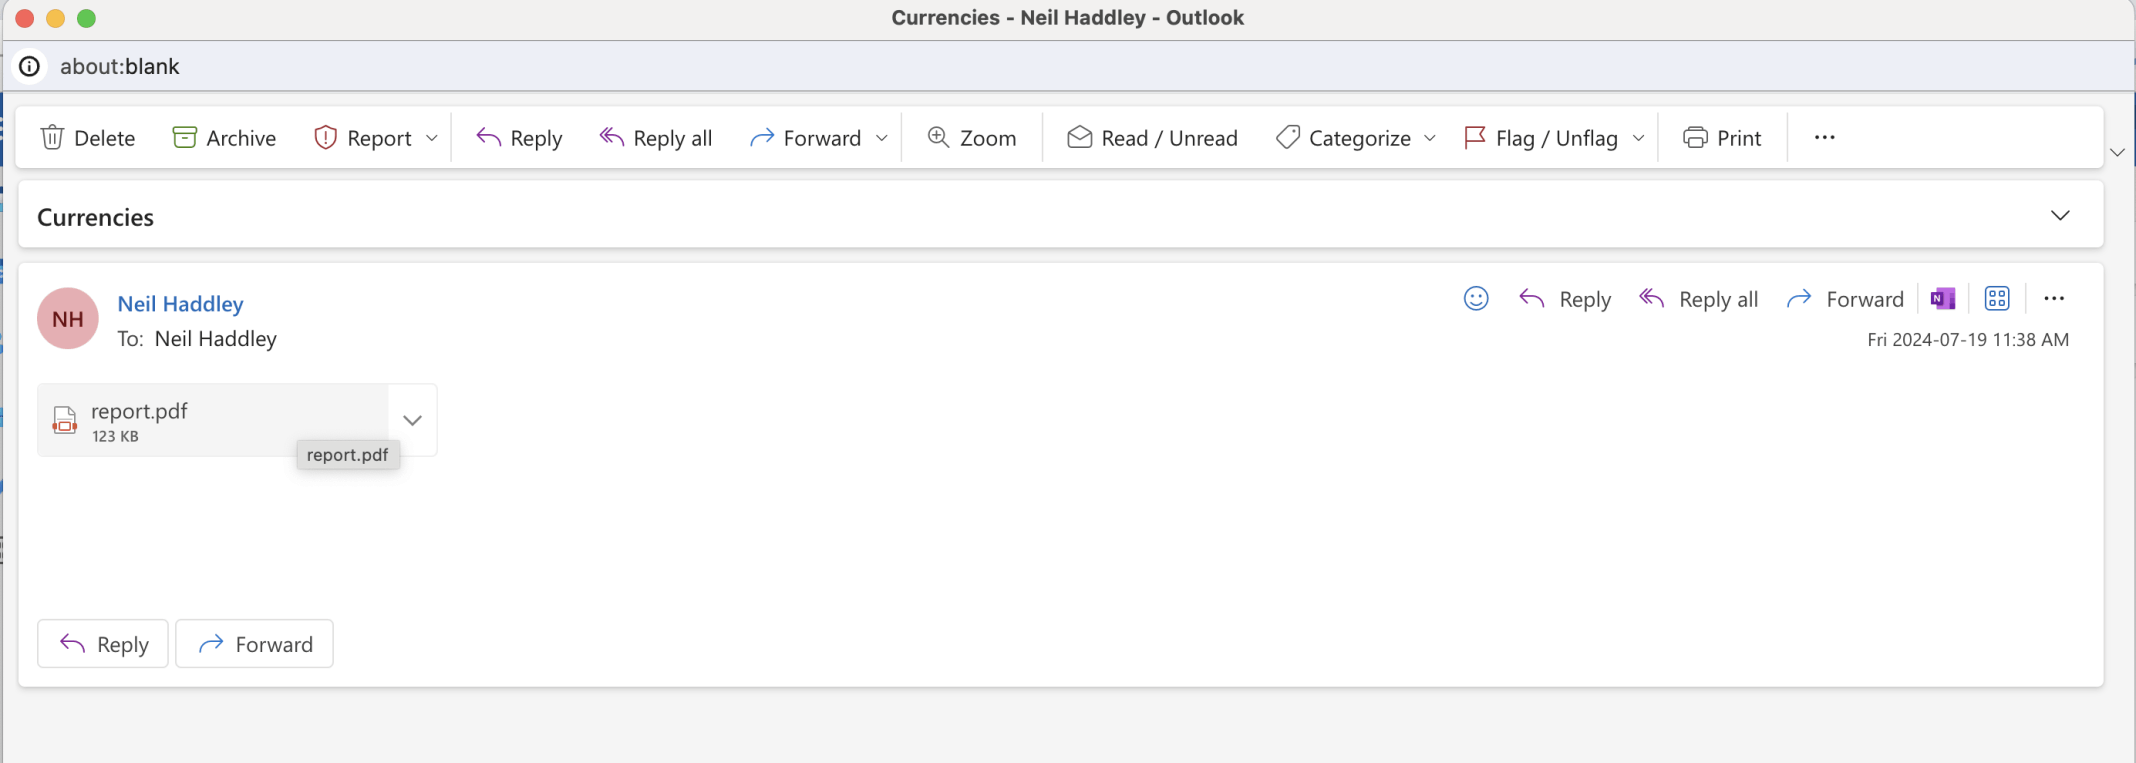 Currencies - Neil Haddley - Outlook
about:blank
Delete Archive Report Reply Reply all Forward Zoom Read / Unread Categorize Flag / Unflag Print
Currencies
NH
Neil Haddley
To: Neil Haddley
Reply Reply all Forward N
Fri 2024-07-19 11:38 AM
report.pdf
123 KB
report.pdf
Reply Forward